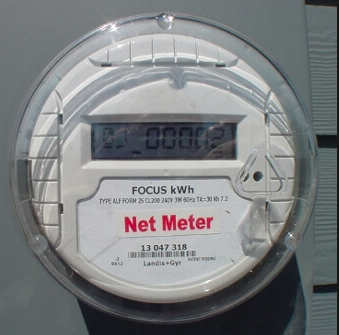 00002
FOCUS kWh
TYPE ALF FORM 2S CL200 240V 3W 60Hz TA=30 Kh 7.2
Net Meter
13 047 318
Landis+Gyr